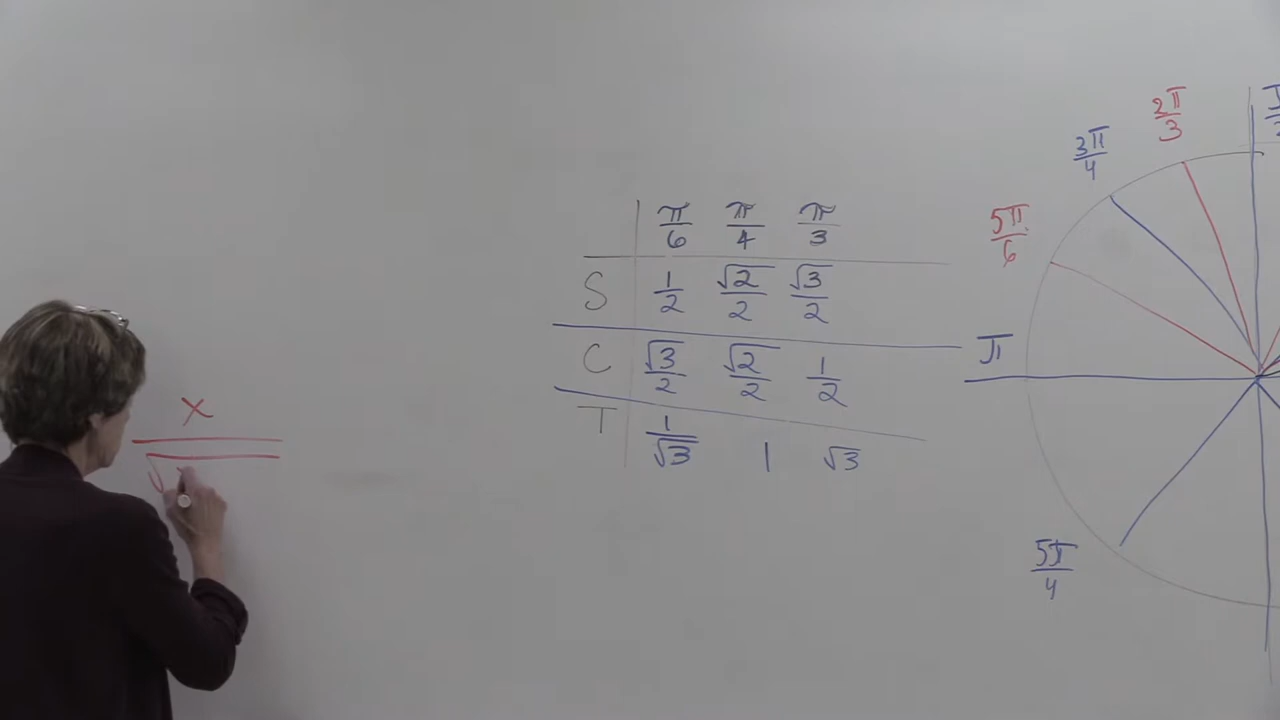 x
π/6 π/4 π/3
S 1/2 √2/2 √3/2
C √3/2 √2/2 1/2
T 1/√3 1 √3
2π/3
3π/4
5π/6
π
5π/4